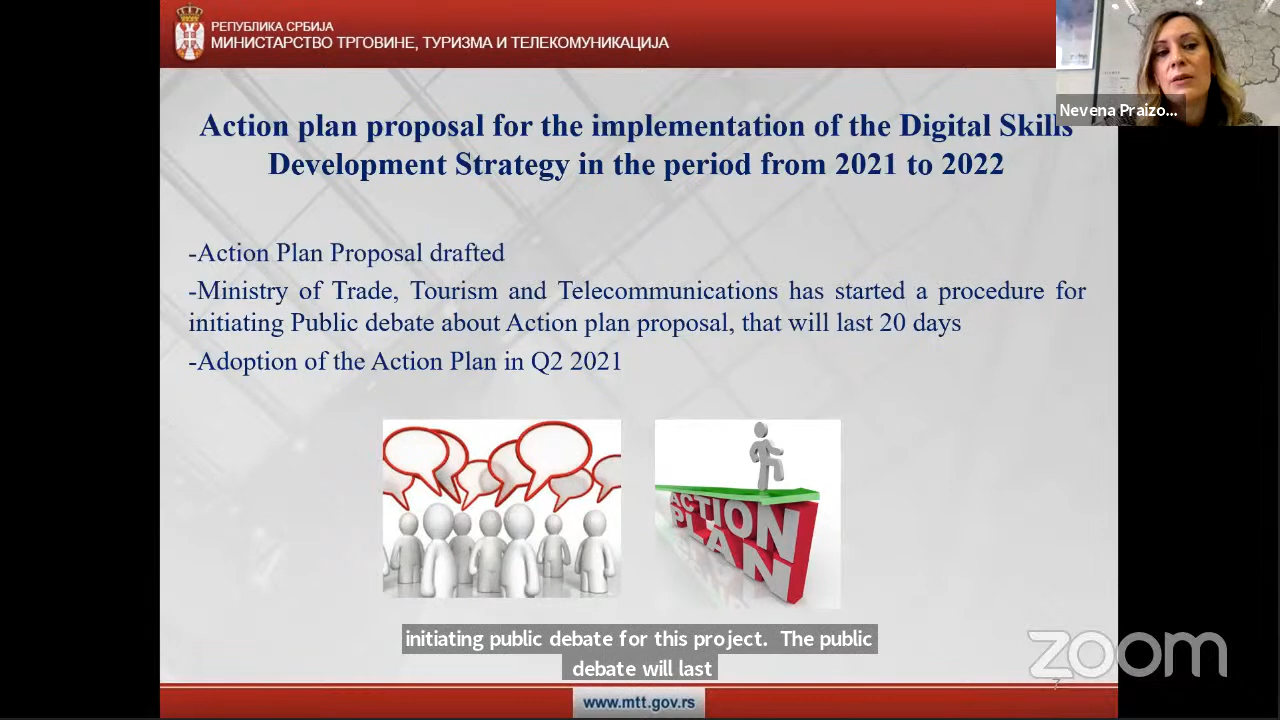 РЕПУБЛИКА СРБИЈА
МИНИСТАРСТВО ТРГОВИНЕ, ТУРИЗМА И ТЕЛЕКОМУНИКАЦИЈА
Nevena Praizo...
Action plan proposal for the implementation of the Digital Skills
Development Strategy in the period from 2021 to 2022
-Action Plan Proposal drafted
-Ministry of Trade, Tourism and Telecommunications has started a procedure for
initiating Public debate about Action plan proposal, that will last 20 days
-Adoption of the Action Plan in Q2 2021
ACTION
PLAN
initiating public debate for this project. The public
debate will last
zoom
7
www.mtt.gov.rs